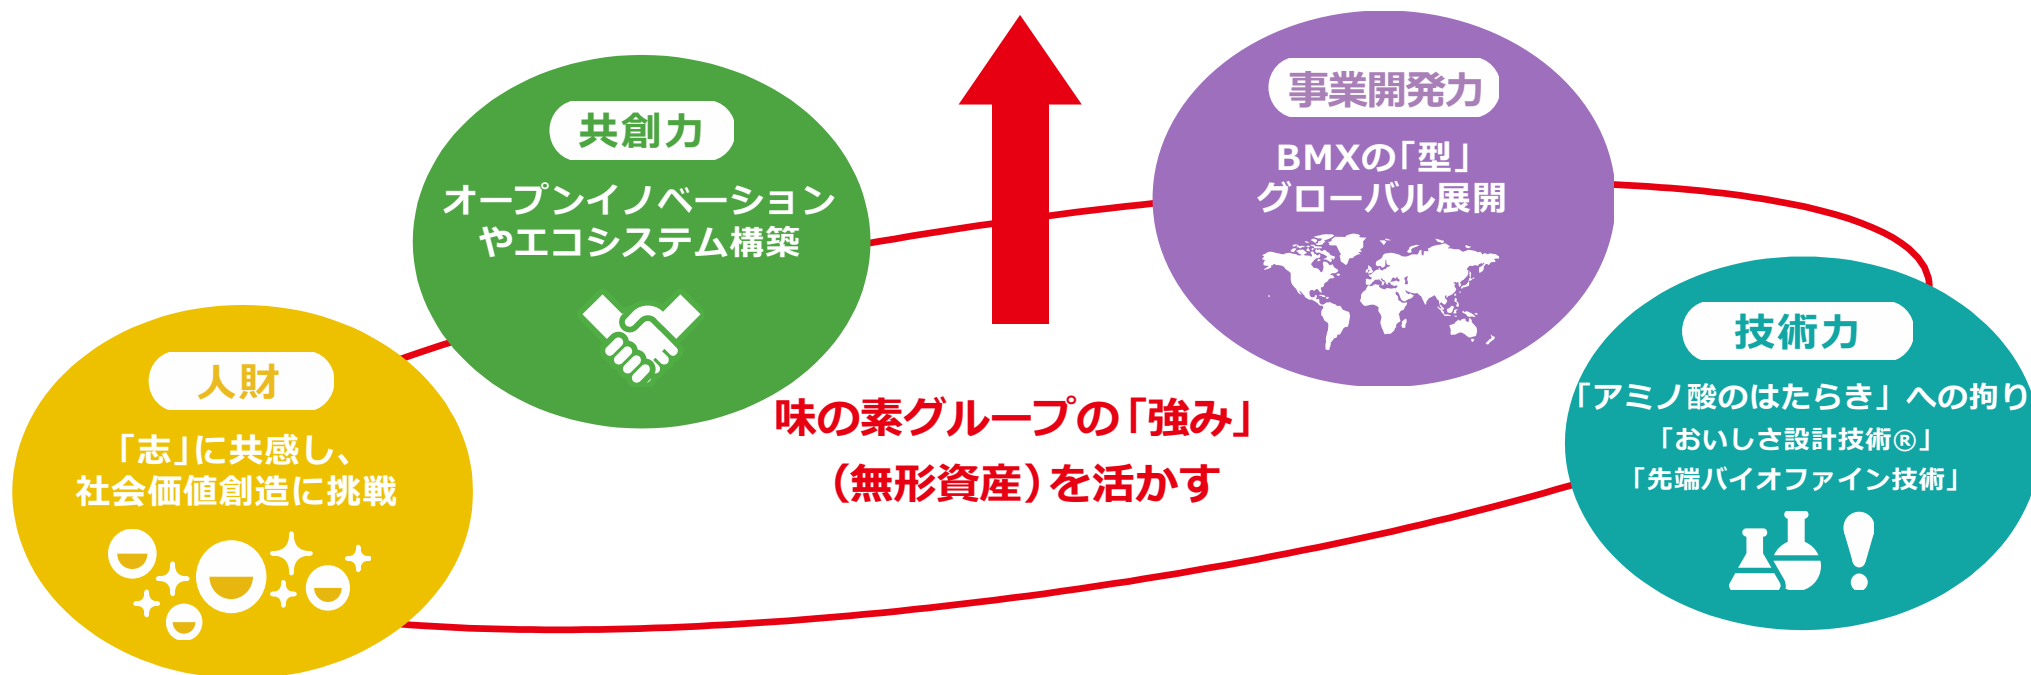 人財
「志」に共感し、
社会価値創造に挑戦
共創力
オープンイノベーション
やエコシステム構築
味の素グループの「強み」
（無形資産）を活かす
事業開発力
BMXの「型」
グローバル展開
技術力
「アミノ酸のはたらき」への拘り
「おいしさ設計技術®」
「先端バイオファイン技術」